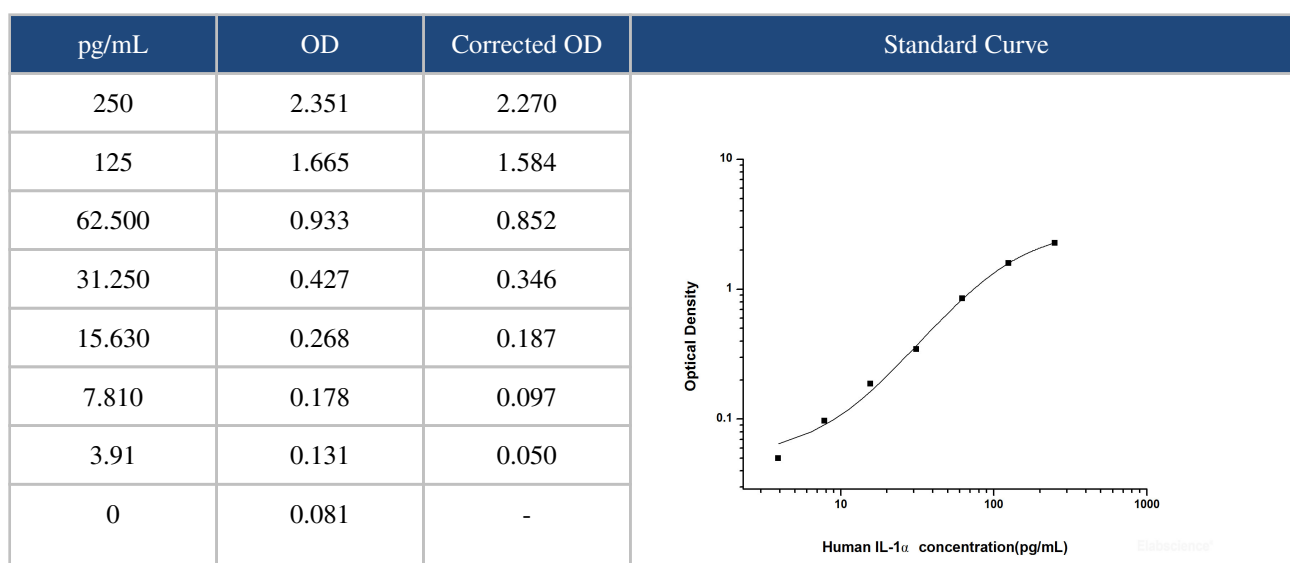 pg/mL OD Corrected OD Standard Curve
250 2.351 2.270
125 1.665 1.584
62.500 0.933 0.852
31.250 0.427 0.346
15.630 0.268 0.187
7.810 0.178 0.097
3.91 0.131 0.050
0 0.081 -
10
1
0.1
Optical Density
10 100 1000
Human IL-1α concentration(pg/mL)
Elabscience®